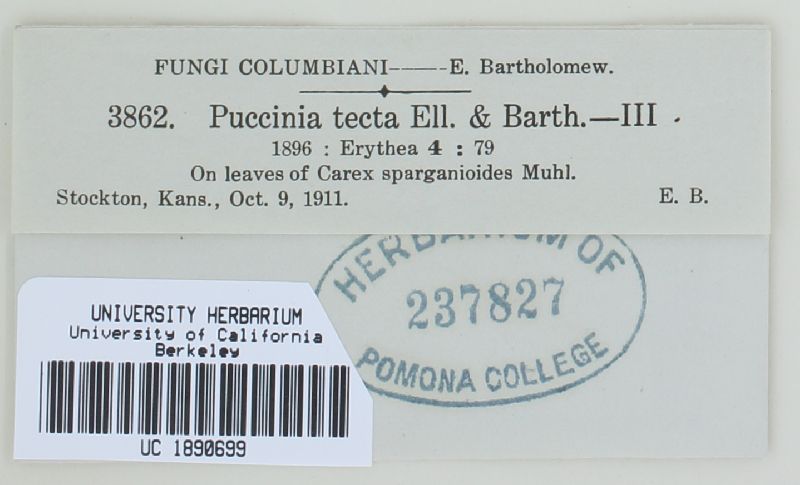 FUNGI COLUMBIANI——E. Bartholomew.
3862. Puccinia tecta Ell. & Barth.—III
1896 : Erythea 4 : 79
On leaves of Carex sparganioides Muhl.
Stockton, Kans., Oct. 9, 1911. E. B.
HERBARIUM OF
237827
POMONA COLLEGE
UNIVERSITY HERBARIUM
University of California
Berkeley
UC 1890699